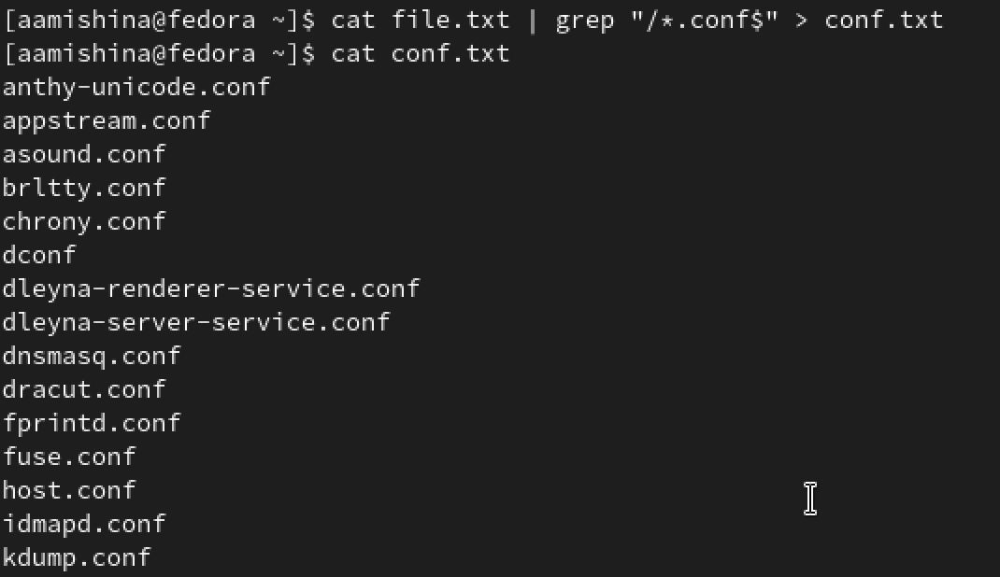 [aamishina@fedora ~]$ cat file.txt | grep "/*.conf$" > conf.txt
[aamishina@fedora ~]$ cat conf.txt
anthy-unicode.conf
appstream.conf
asound.conf
brltty.conf
chrony.conf
dconf
dleyna-renderer-service.conf
dleyna-server-service.conf
dnsmasq.conf
dracut.conf
fprintd.conf
fuse.conf
host.conf
idmapd.conf
kdump.conf